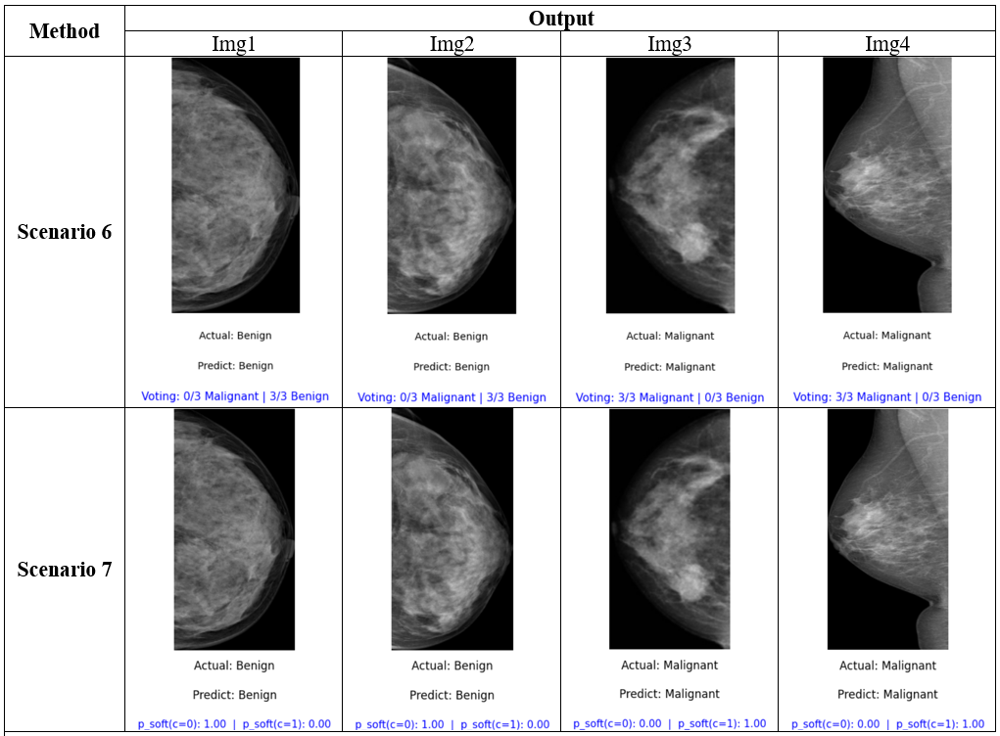 Method
Output
Img1
Img2
Img3
Img4
Scenario 6
Actual: Benign
Predict: Benign
Voting: 0/3 Malignant | 3/3 Benign
Actual: Benign
Predict: Benign
Voting: 0/3 Malignant | 3/3 Benign
Actual: Malignant
Predict: Malignant
Voting: 3/3 Malignant | 0/3 Benign
Actual: Malignant
Predict: Malignant
Voting: 3/3 Malignant | 0/3 Benign
Scenario 7
Actual: Benign
Predict: Benign
p_soft(c=0): 1.00 | p_soft(c=1): 0.00
Actual: Benign
Predict: Benign
p_soft(c=0): 1.00 | p_soft(c=1): 0.00
Actual: Malignant
Predict: Malignant
p_soft(c=0): 0.00 | p_soft(c=1): 1.00
Actual: Malignant
Predict: Malignant
p_soft(c=0): 0.00 | p_soft(c=1): 1.00